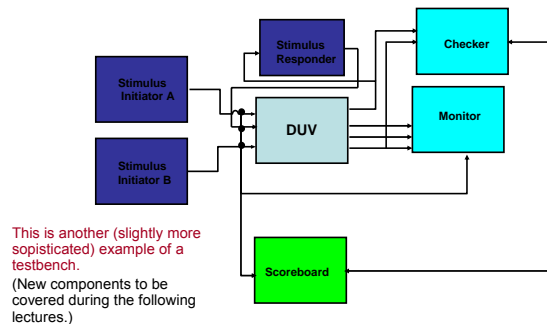 Stimulus
Responder
Checker
Stimulus
Initiator A
Monitor
DUV
Stimulus
Initiator B
This is another (slightly more
sopisticated) example of a
testbench.
(New components to be
covered during the following
lectures.)
Scoreboard